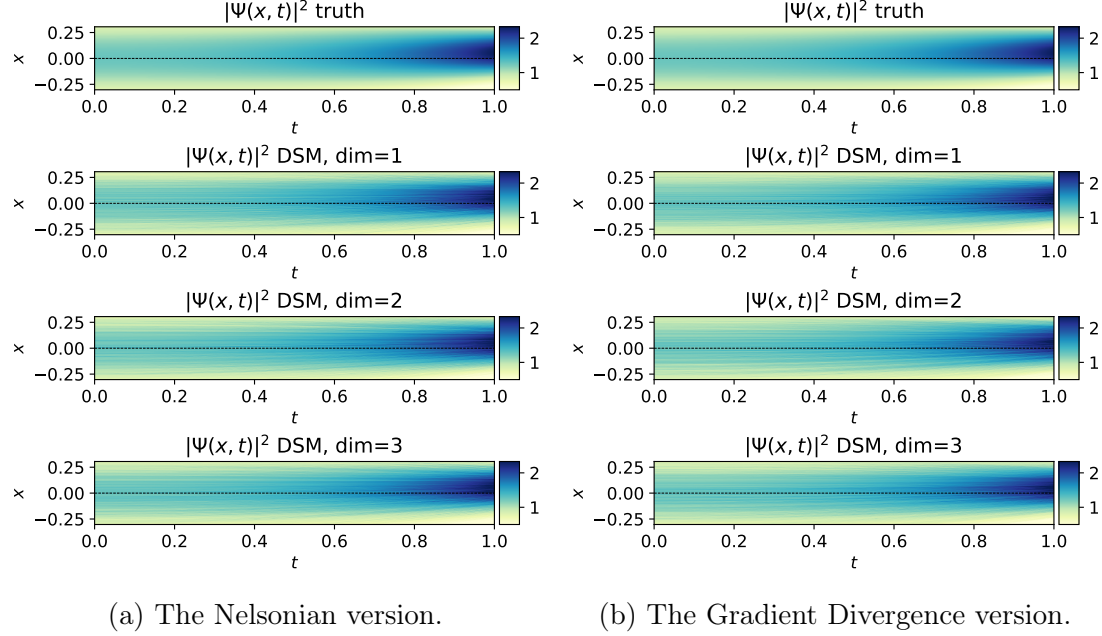 |Ψ(x, t)|² truth
0.25
0.00
−0.25
x
0.0 0.2 0.4 0.6 0.8 1.0
t
2
1
|Ψ(x, t)|² DSM, dim=1
0.25
0.00
−0.25
x
0.0 0.2 0.4 0.6 0.8 1.0
t
2
1
|Ψ(x, t)|² DSM, dim=2
0.25
0.00
−0.25
x
0.0 0.2 0.4 0.6 0.8 1.0
t
2
1
|Ψ(x, t)|² DSM, dim=3
0.25
0.00
−0.25
x
0.0 0.2 0.4 0.6 0.8 1.0
t
2
1
(a) The Nelsonian version.
|Ψ(x, t)|² truth
0.25
0.00
−0.25
x
0.0 0.2 0.4 0.6 0.8 1.0
t
2
1
|Ψ(x, t)|² DSM, dim=1
0.25
0.00
−0.25
x
0.0 0.2 0.4 0.6 0.8 1.0
t
2
1
|Ψ(x, t)|² DSM, dim=2
0.25
0.00
−0.25
x
0.0 0.2 0.4 0.6 0.8 1.0
t
2
1
|Ψ(x, t)|² DSM, dim=3
0.25
0.00
−0.25
x
0.0 0.2 0.4 0.6 0.8 1.0
t
2
1
(b) The Gradient Divergence version.